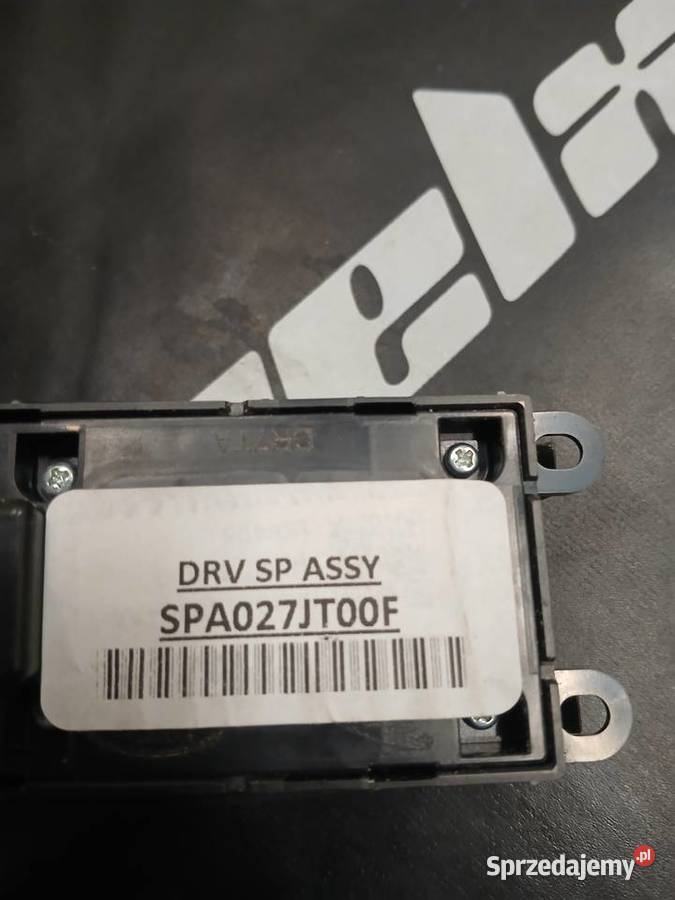 DRV SP ASSY
SPA027JT00F
Sprzedajemy.pl